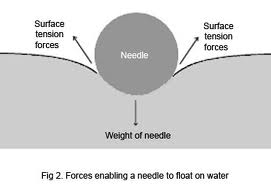 Surface
tension
forces
Needle
Surface
tension
forces
Weight of needle
Fig 2. Forces enabling a needle to float on water